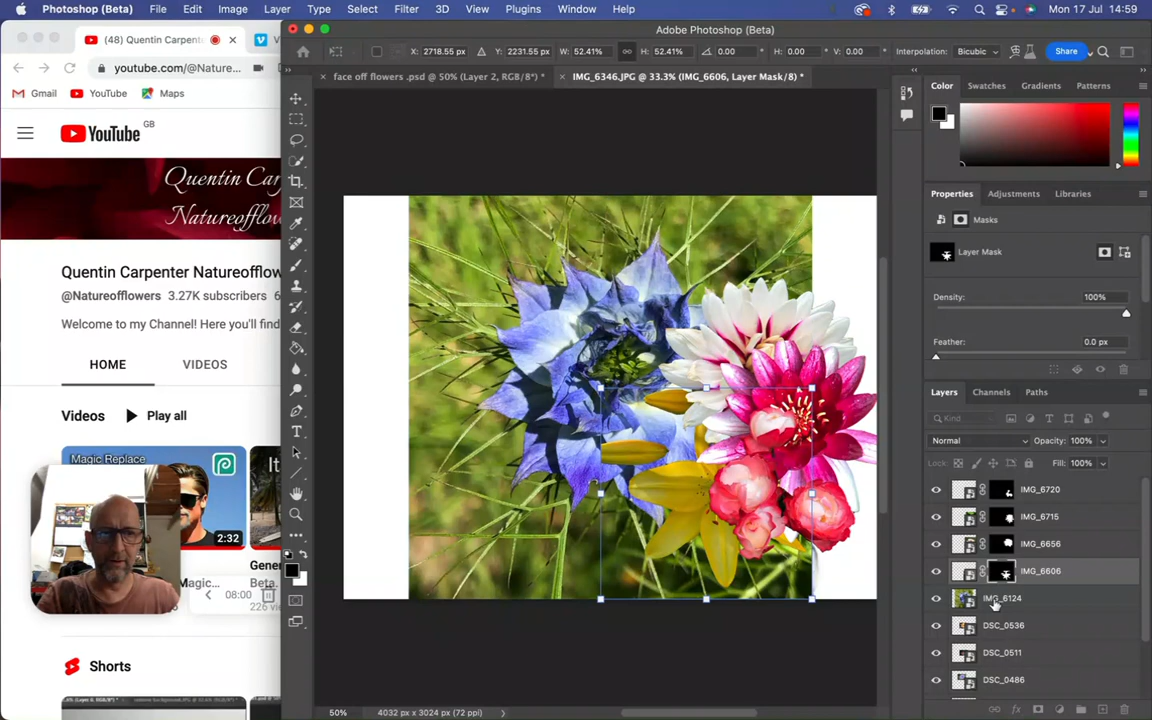 Photoshop (Beta) File Edit Image Layer Type Select Filter 3D View Plugins Window Help Mon 17 Jul 14:59
(48) Quentin Carpent
youtube.com/@Nature...
Gmail YouTube Maps
YouTube GB
Quentin Car
Natureofflow
Quentin Carpenter Natureofflow
@Natureofflowers 3.27K subscribers 6
Welcome to my Channel! Here you'll find
HOME VIDEOS
Videos Play all
Magic Replace
It
2:32
Magic
Gener
Beta.
226 vi
08:00
Shorts
Adobe Photoshop (Beta)
X: 2718.55 px Y: 2231.55 px W: 52.41% H: 52.41% 0.00 ° H: 0.00 ° V: 0.00 ° Interpolation: Bicubic Share
face off flowers .psd @ 50% (Layer 2, RGB/8*) * IMG_6346.JPG @ 33.3% (IMG_6606, Layer Mask/8) *
Color Swatches Gradients Patterns
Properties Adjustments Libraries
Masks
Layer Mask
Density: 100%
Feather: 0.0 px
Layers Channels Paths
Kind
Normal Opacity: 100%
Lock: Fill: 100%
IMG_6720
IMG_6715
IMG_6656
IMG_6606
IMG_6124
DSC_0536
DSC_0511
DSC_0486
50% 4032 px x 3024 px (72 ppi)